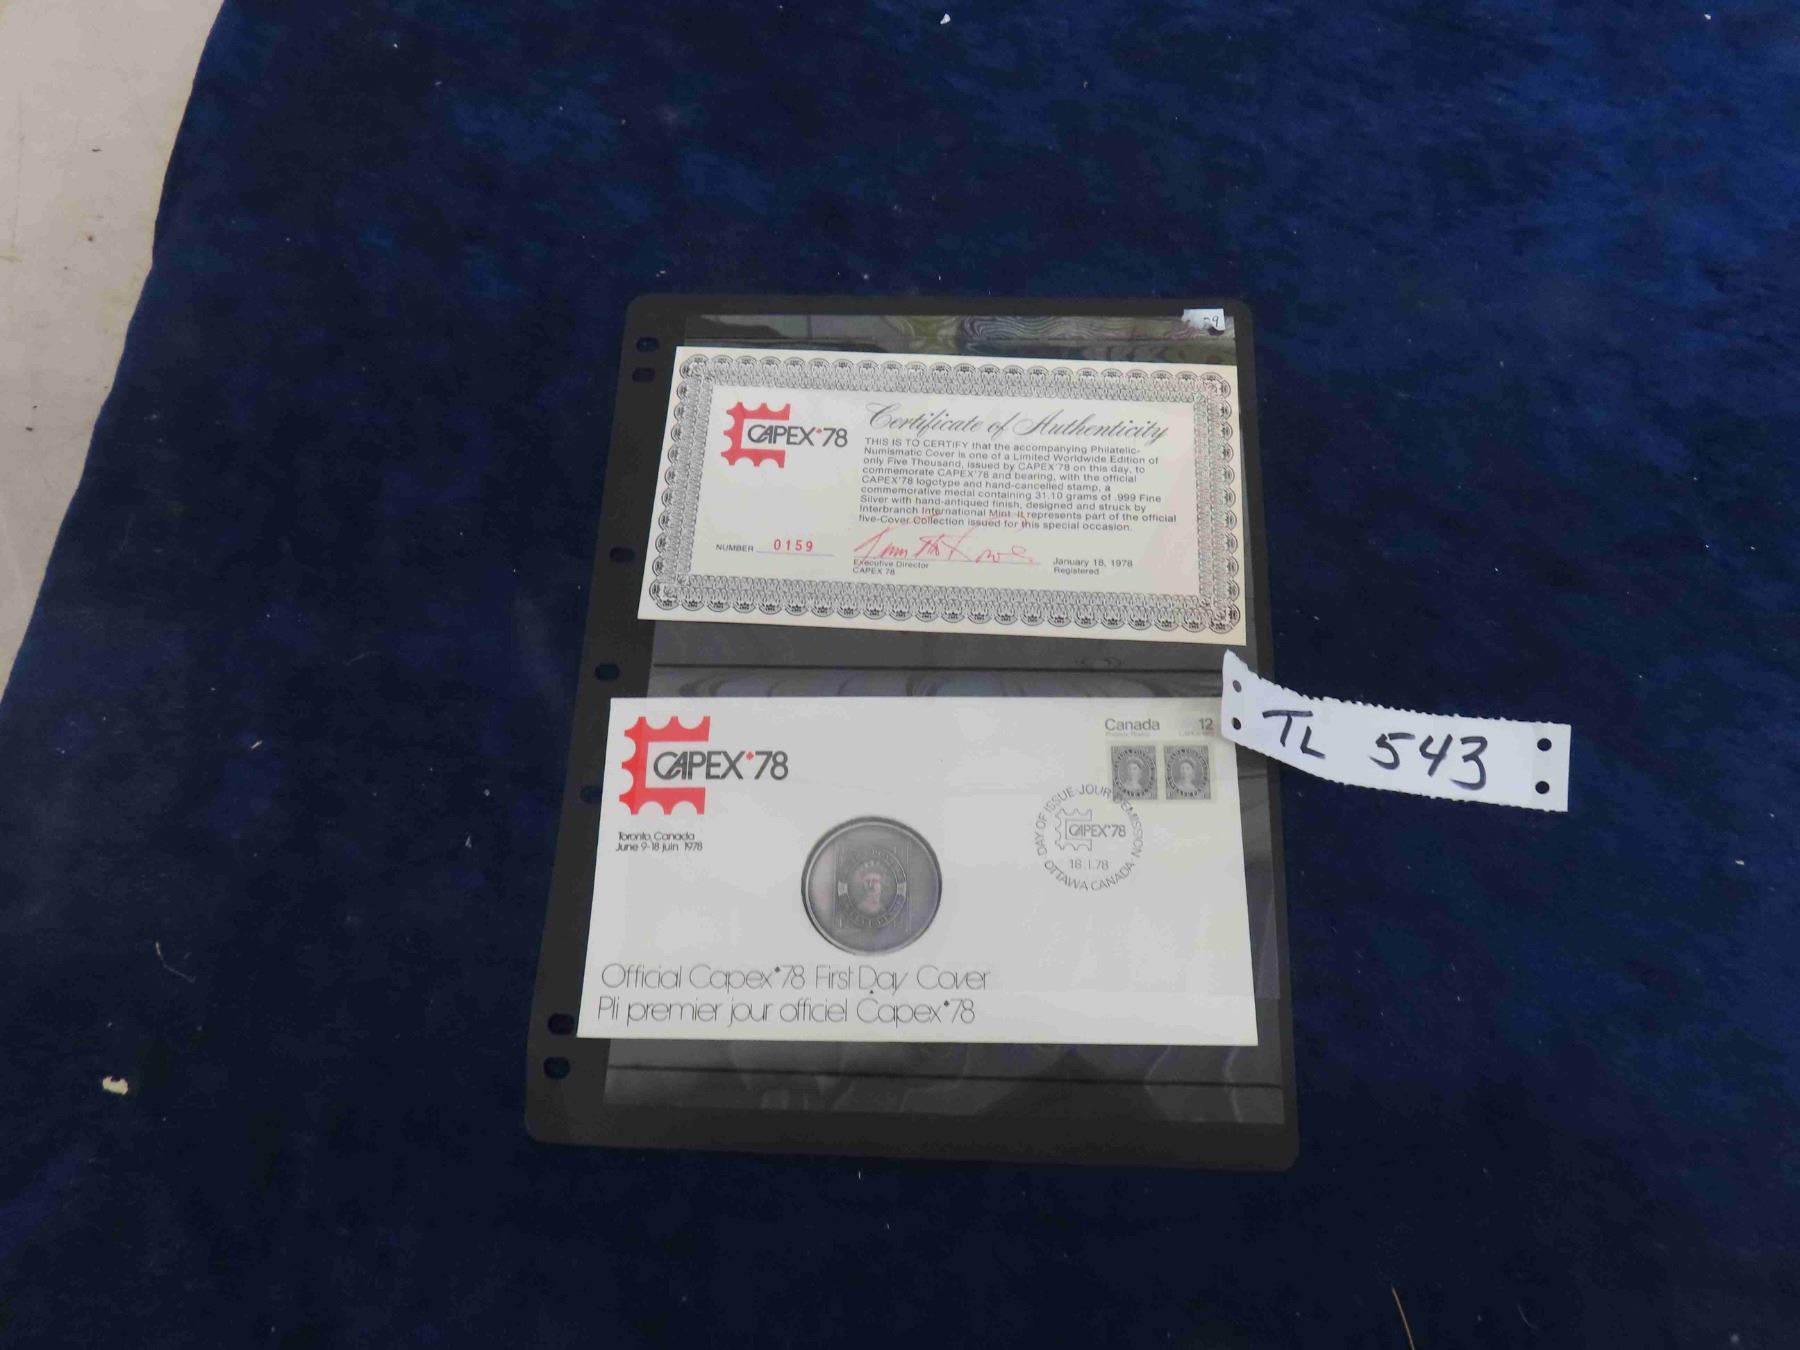 29
CAPEX 78
Certificate of Authenticity
THIS IS TO CERTIFY that the accompanying Philatelic-
Numismatic Cover is one of a Limited Worldwide Edition of
only Five Thousand, issued by CAPEX'78 on this day, to
commemorate CAPEX'78 and bearing, with the official
CAPEX'78 logotype and hand-cancelled stamp, a
commemorative medal containing 31.10 grams of .999 Fine
Silver with hand-antiqued finish, designed and struck by
Interbranch International Mint. It represents part of the official
five-Cover Collection issued for this special occasion.
NUMBER 0159
Executive Director
CAPEX 78
January 18, 1978
Registered
CAPEX 78
Toronto, Canada
June 9-18 juin 1978
Canada 12
DAY OF ISSUE-JOUR D'EMISSION
CAPEX 78
18.I.78
OTTAWA CANADA
Official Capex 78 First Day Cover
Pli premier jour officiel Capex 78
TL 543